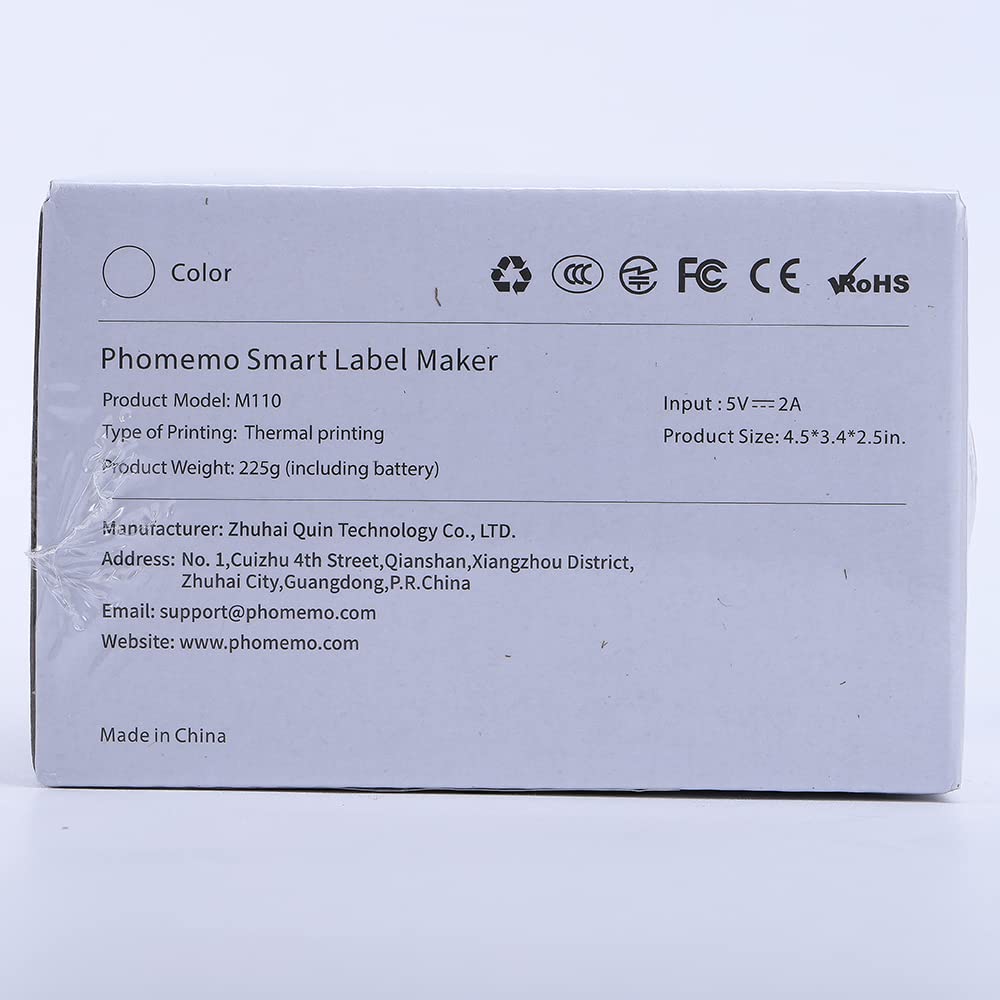 Color
CCC FC CE RoHS
Phomemo Smart Label Maker
Product Model: M110
Input : 5V⎓2A
Type of Printing: Thermal printing
Product Size: 4.5*3.4*2.5in.
Product Weight: 225g (including battery)
Manufacturer: Zhuhai Quin Technology Co., LTD.
Address: No. 1,Cuizhu 4th Street,Qianshan,Xiangzhou District,
Zhuhai City,Guangdong,P.R.China
Email: support@phomemo.com
Website: www.phomemo.com
Made in China